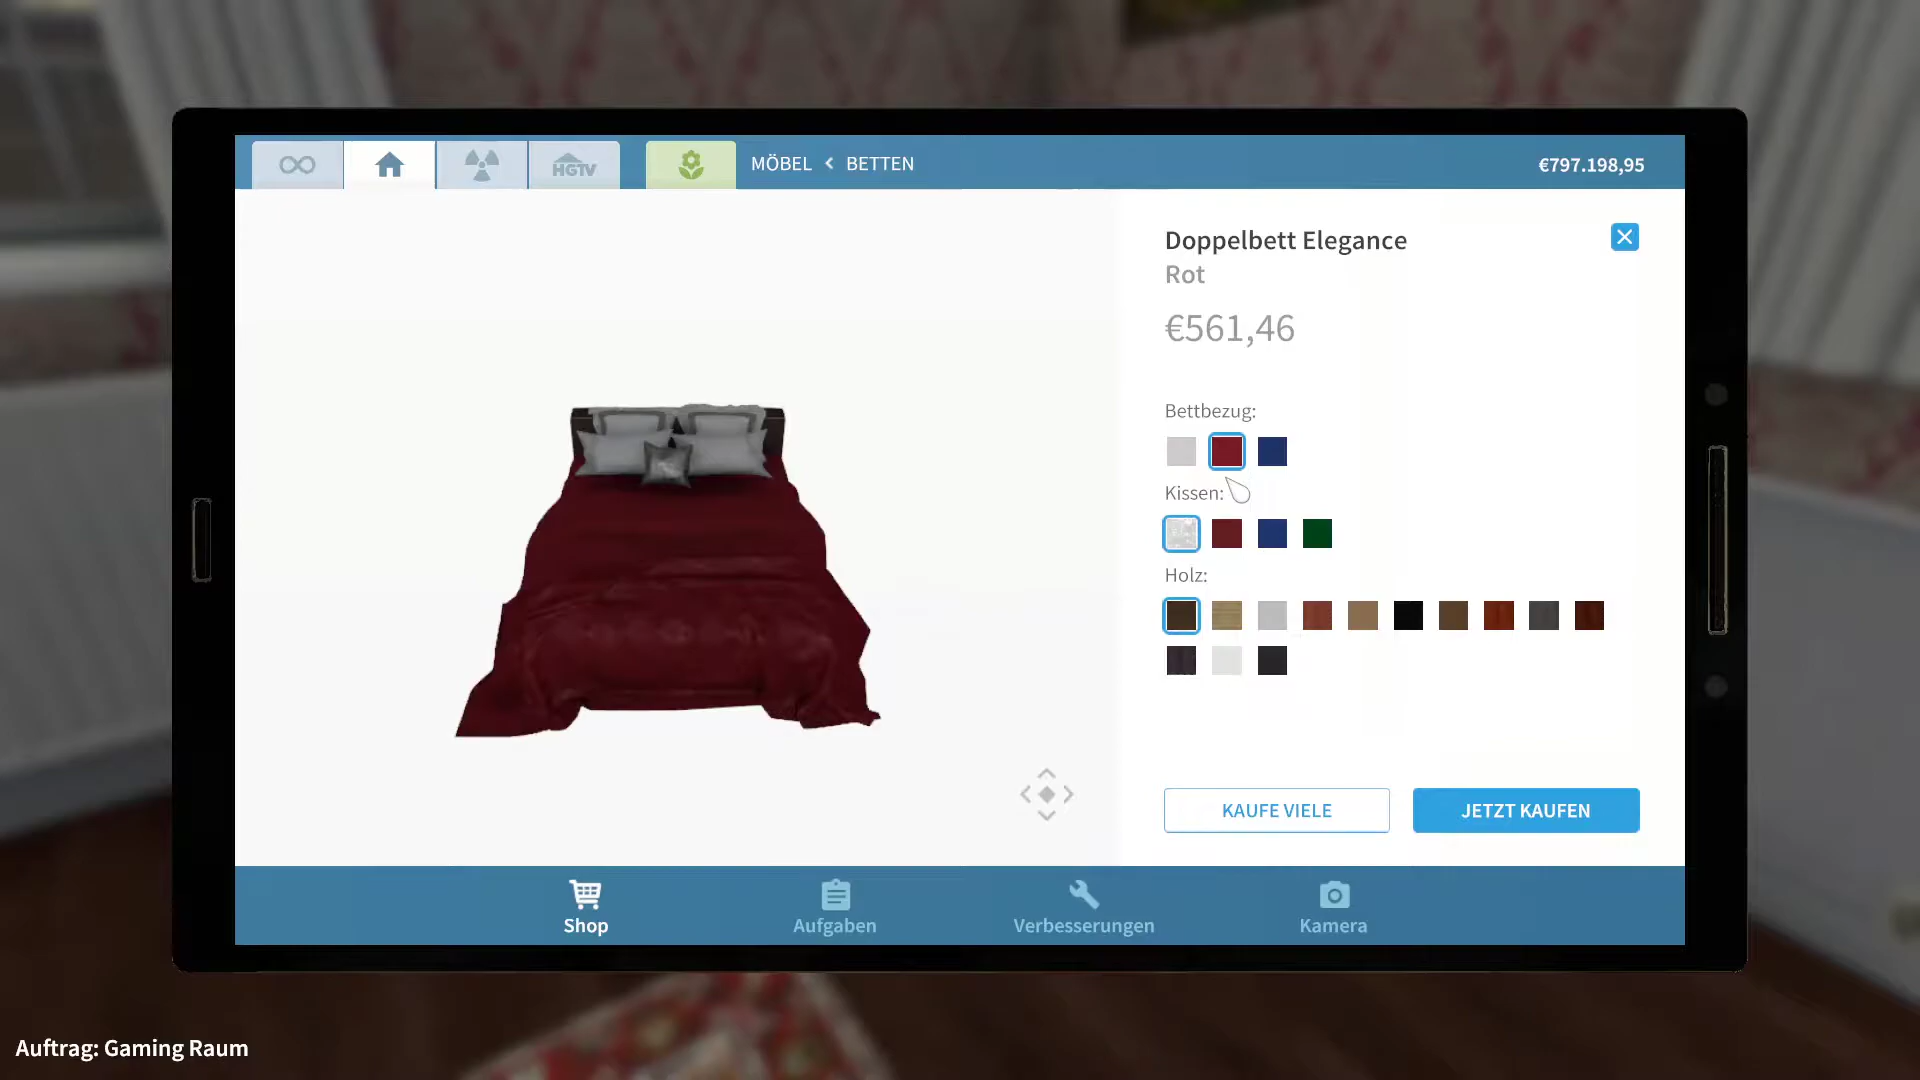 HGTV
MÖBEL < BETTEN
€797.198,95
Doppelbett Elegance
Rot
€561,46
Bettbezug:
Kissen:
Holz:
KAUFE VIELE
JETZT KAUFEN
Shop
Aufgaben
Verbesserungen
Kamera
Auftrag: Gaming Raum